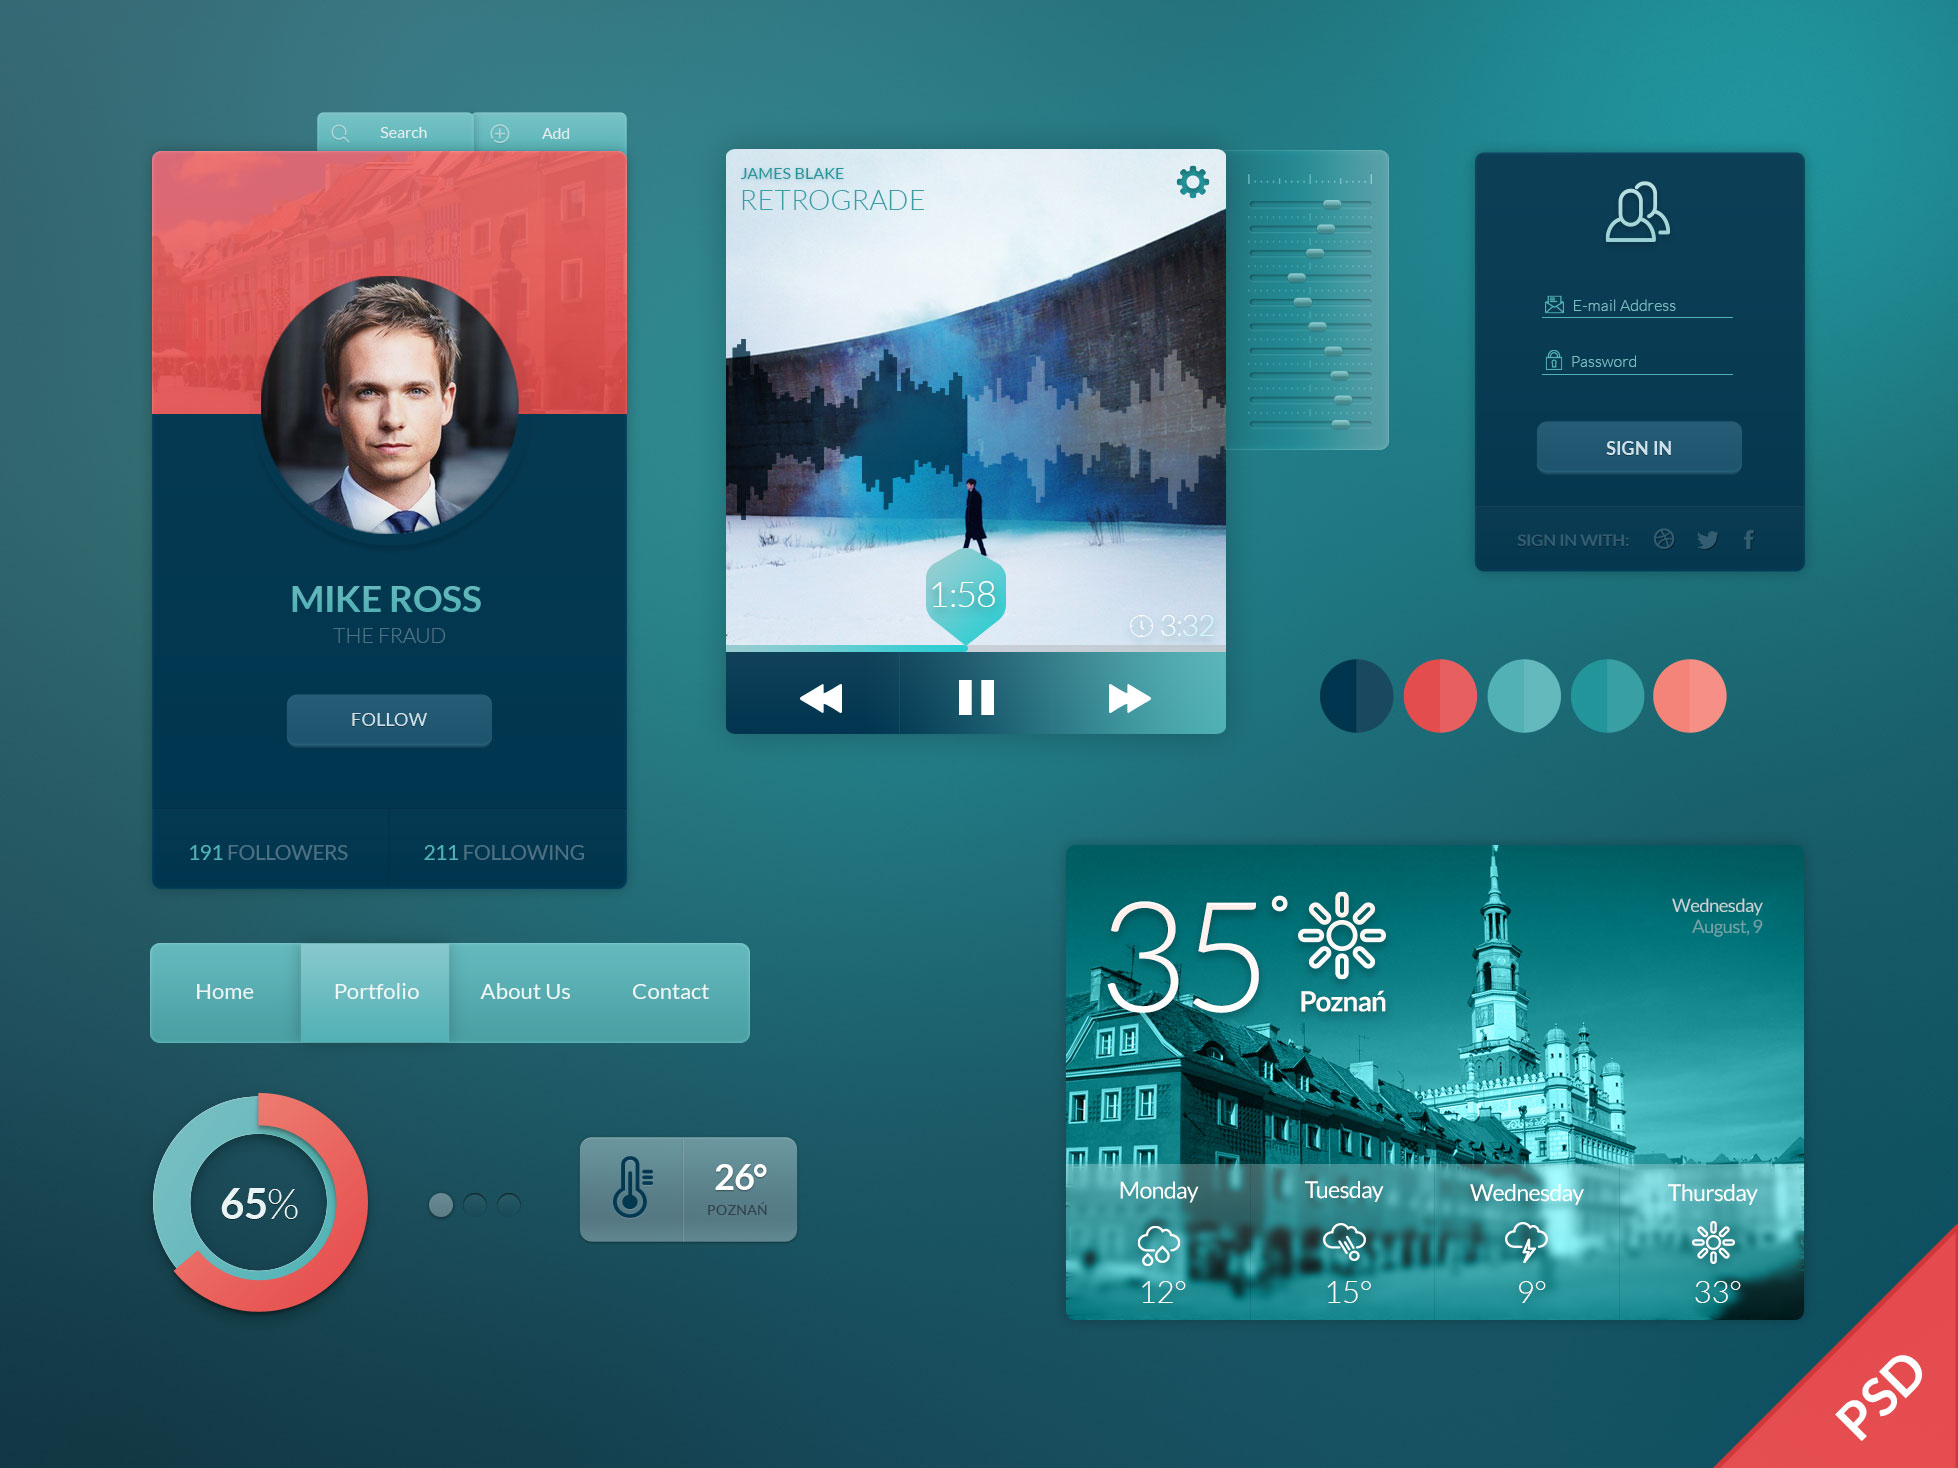 Search
Add
MIKE ROSS
THE FRAUD
FOLLOW
191 FOLLOWERS
211 FOLLOWING
JAMES BLAKE
RETROGRADE
1:58
3:32
E-mail Address
Password
SIGN IN
SIGN IN WITH:
Home
Portfolio
About Us
Contact
65%
26°
POZNAŃ
35°
Poznań
Wednesday
August, 9
Monday
Tuesday
Wednesday
Thursday
12°
15°
9°
33°
PSD